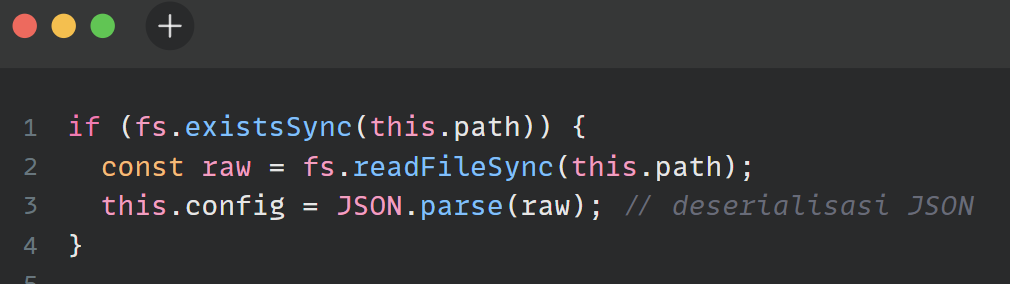 1 if (fs.existsSync(this.path)) {
2 const raw = fs.readFileSync(this.path);
3 this.config = JSON.parse(raw); // deserialisasi JSON
4 }
5